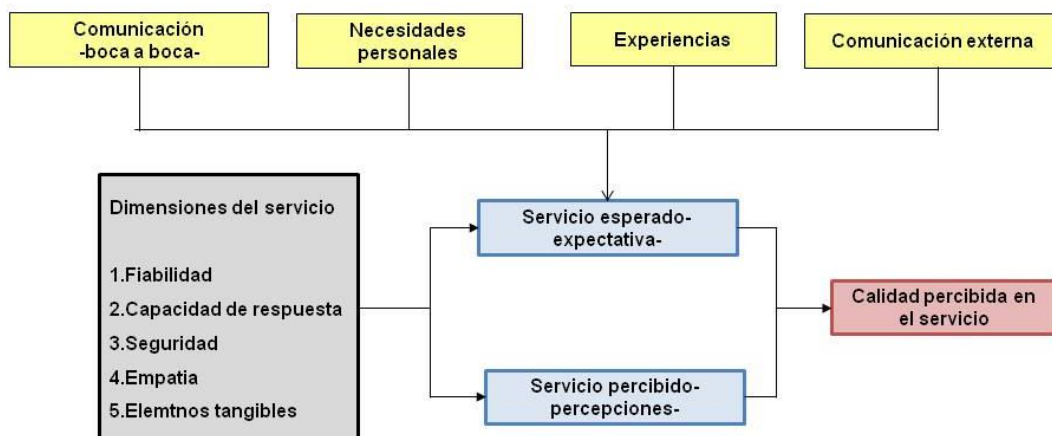 Comunicación
-boca a boca-
Necesidades
personales
Experiencias
Comunicación externa
Dimensiones del servicio
1.Fiabilidad
2.Capacidad de respuesta
3.Seguridad
4.Empatia
5.Elemtnos tangibles
Servicio esperado-
expectativa-
Servicio percibido-
percepciones-
Calidad percibida en
el servicio